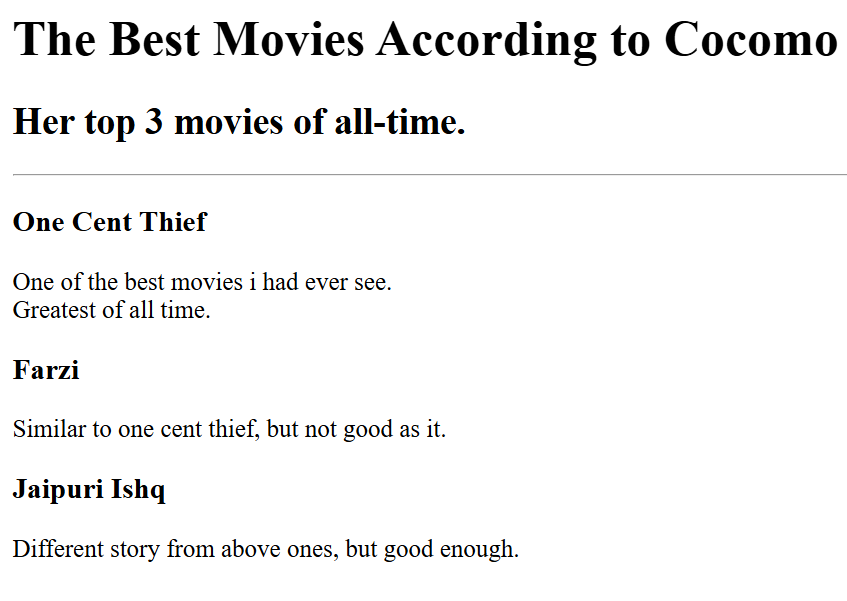 The Best Movies According to Cocomo
Her top 3 movies of all-time.
One Cent Thief
One of the best movies i had ever see.
Greatest of all time.
Farzi
Similar to one cent thief, but not good as it.
Jaipuri Ishq
Different story from above ones, but good enough.